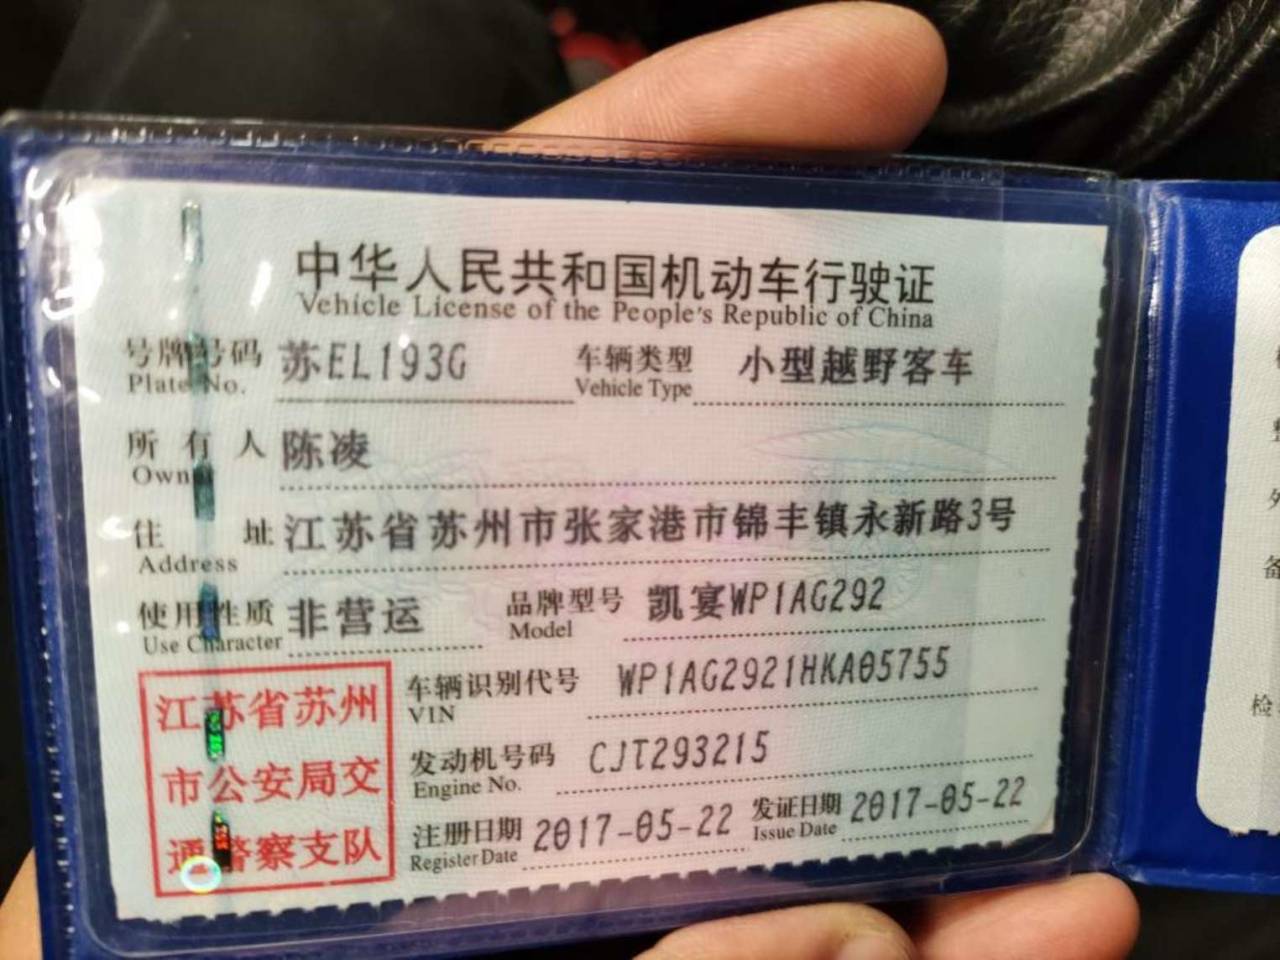 中华人民共和国机动车行驶证
Vehicle License of the People's Republic of China
号牌号码 苏EL193G 车辆类型 小型越野客车
Plate No. Vehicle Type
所有人 陈凌
Owner
住址 江苏省苏州市张家港市锦丰镇永新路3号
Address
使用性质 非营运 品牌型号 凯宴WP1AG292
Use Character Model
江苏省苏州
市公安局交
通警察支队
车辆识别代号 WP1AG2921HKA05755
VIN
发动机号码 CJT293215
Engine No.
注册日期 2017-05-22 发证日期 2017-05-22
Register Date Issue Date
备
检